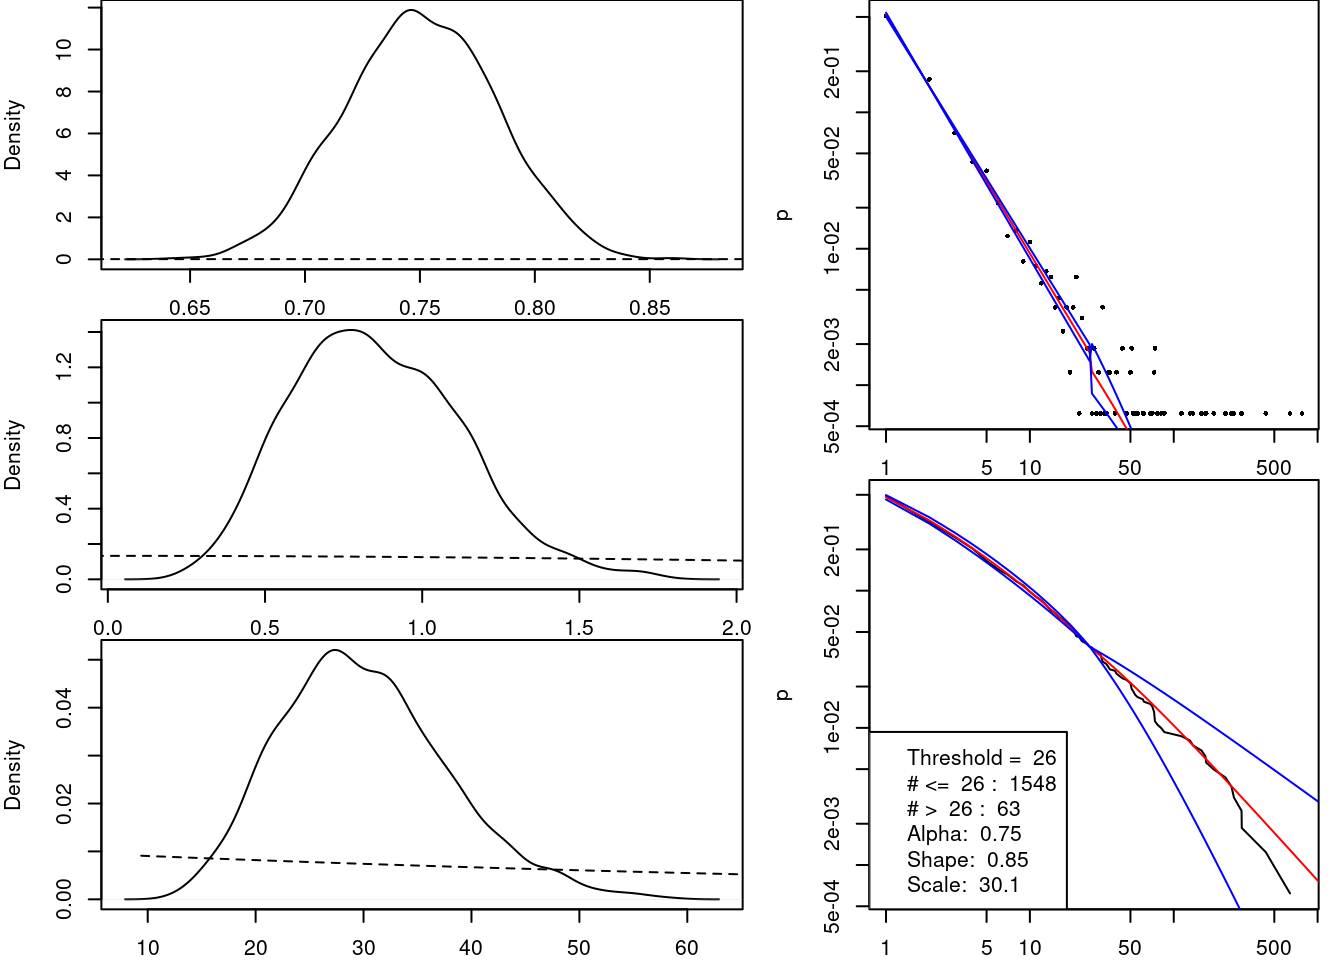 Density
0
2
4
6
8
10
0.65
0.70
0.75
0.80
0.85
Density
0.0
0.4
0.8
1.2
0.0
0.5
1.0
1.5
2.0
Density
0.00
0.02
0.04
10
20
30
40
50
60
p
5e-04
2e-03
1e-02
5e-02
2e-01
1
5
10
50
500
p
5e-04
2e-03
1e-02
5e-02
2e-01
Threshold = 26
# <= 26 : 1548
# > 26 : 63
Alpha: 0.75
Shape: 0.85
Scale: 30.1
1
5
10
50
500